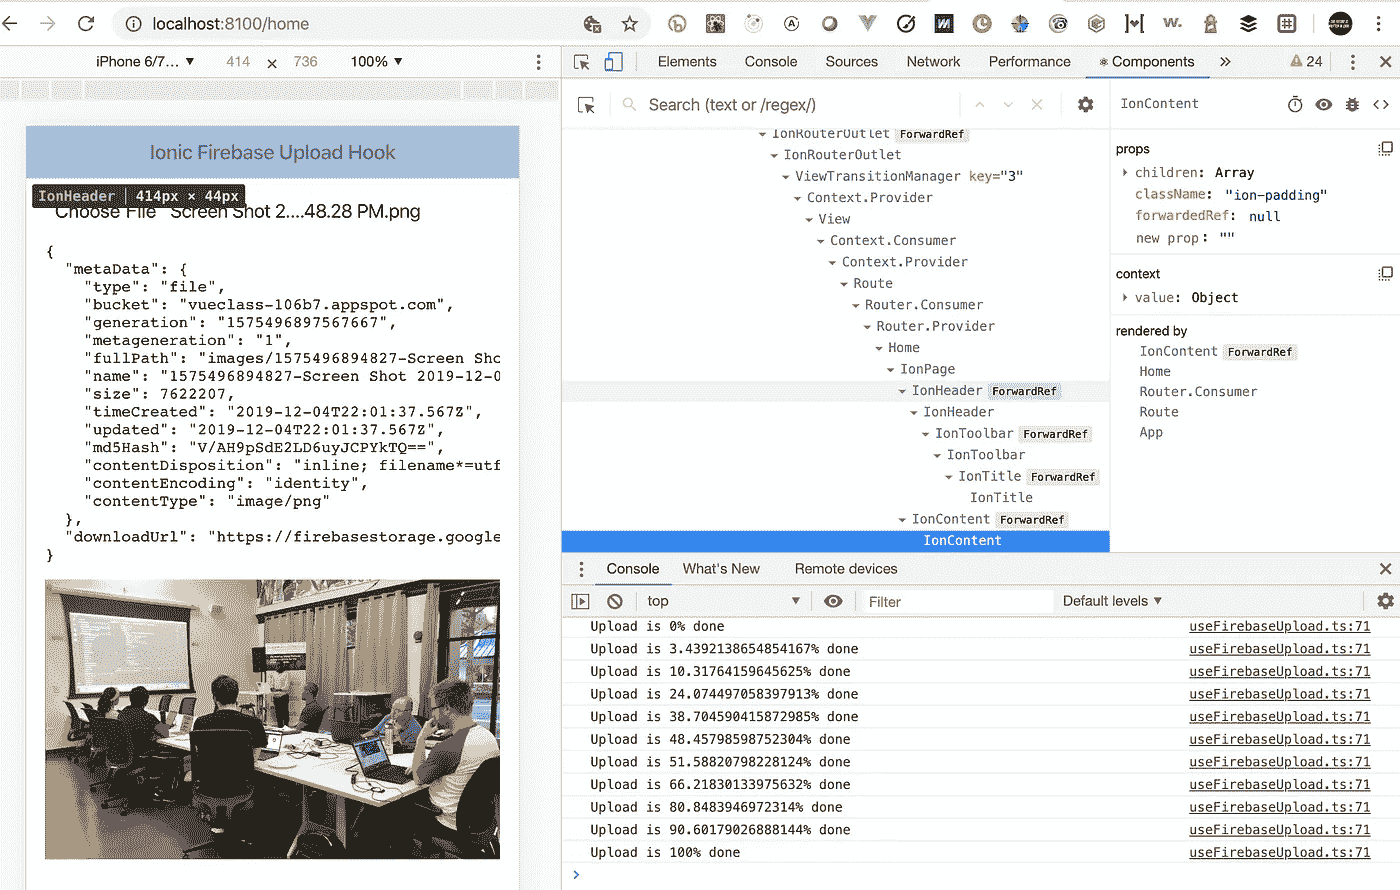 localhost:8100/home
iPhone 6/7... ▼ 414 × 736 100% ▼
Ionic Firebase Upload Hook
IonHeader | 414px × 44px
Choose File Screen Shot 2....48.28 PM.png
{
"metaData": {
"type": "file",
"bucket": "vueclass-106b7.appspot.com",
"generation": "1575496897567667",
"metageneration": "1",
"fullPath": "images/1575496894827-Screen Sho
"name": "1575496894827-Screen Shot 2019-12-0
"size": 7622207,
"timeCreated": "2019-12-04T22:01:37.567Z",
"updated": "2019-12-04T22:01:37.567Z",
"md5Hash": "V/AH9pSdE2LD6uyJCPYkTQ==",
"contentDisposition": "inline; filename*=utf
"contentEncoding": "identity",
"contentType": "image/png"
},
"downloadUrl": "https://firebasestorage.google
}
Elements Console Sources Network Performance Components » 24
Search (text or /regex/)
IonRouterOutlet ForwardRef
IonRouterOutlet
ViewTransitionManager key="3"
Context.Provider
View
Context.Consumer
Context.Provider
Route
Router.Consumer
Router.Provider
Home
IonPage
IonHeader ForwardRef
IonHeader
IonToolbar ForwardRef
IonToolbar
IonTitle ForwardRef
IonTitle
IonContent ForwardRef
IonContent
IonContent
props
children: Array
className: "ion-padding"
forwardedRef: null
new prop: ""
context
value: Object
rendered by
IonContent ForwardRef
Home
Router.Consumer
Route
App
Console What's New Remote devices
top ▼ Filter Default levels ▼
Upload is 0% done useFirebaseUpload.ts:71
Upload is 3.4392138654854167% done useFirebaseUpload.ts:71
Upload is 10.31764159645625% done useFirebaseUpload.ts:71
Upload is 24.074497058397913% done useFirebaseUpload.ts:71
Upload is 38.704590415872985% done useFirebaseUpload.ts:71
Upload is 48.45798598752304% done useFirebaseUpload.ts:71
Upload is 51.58820798228124% done useFirebaseUpload.ts:71
Upload is 66.21830133975632% done useFirebaseUpload.ts:71
Upload is 80.8483946972314% done useFirebaseUpload.ts:71
Upload is 90.60179026888144% done useFirebaseUpload.ts:71
Upload is 100% done useFirebaseUpload.ts:71
>